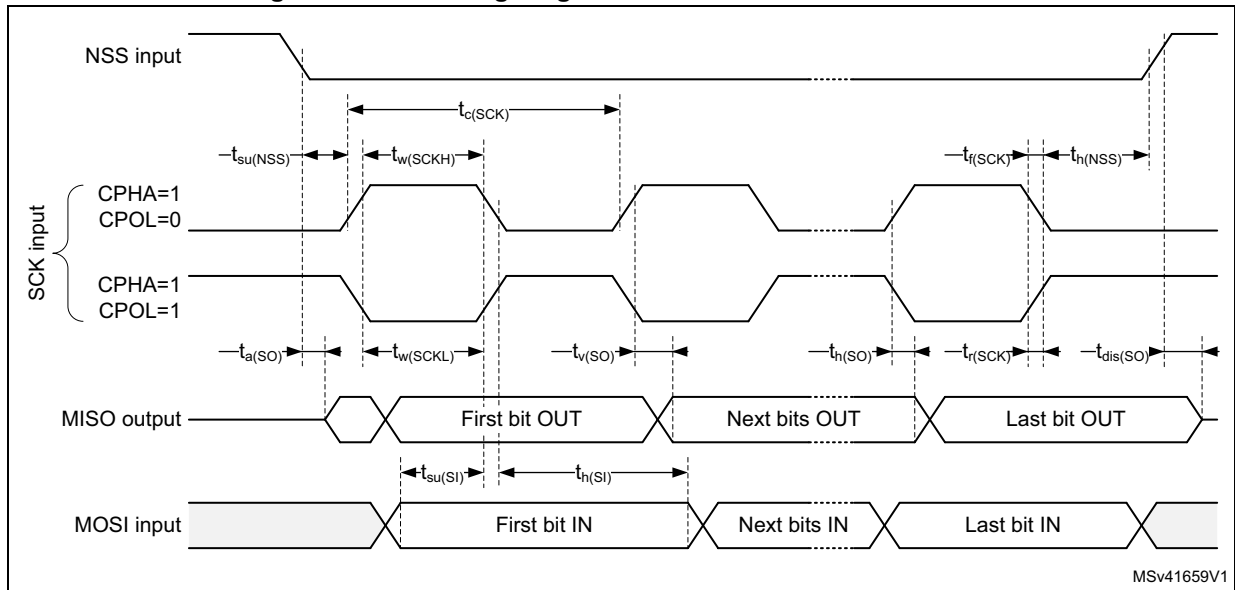 NSS input
tc(SCK)
tsu(NSS) tw(SCKH) tf(SCK) th(NSS)
SCK input
CPHA=1
CPOL=0
CPHA=1
CPOL=1
ta(SO) tw(SCKL) tv(SO) th(SO) tr(SCK) tdis(SO)
MISO output First bit OUT Next bits OUT Last bit OUT
tsu(SI) th(SI)
MOSI input First bit IN Next bits IN Last bit IN
MSv41659V1